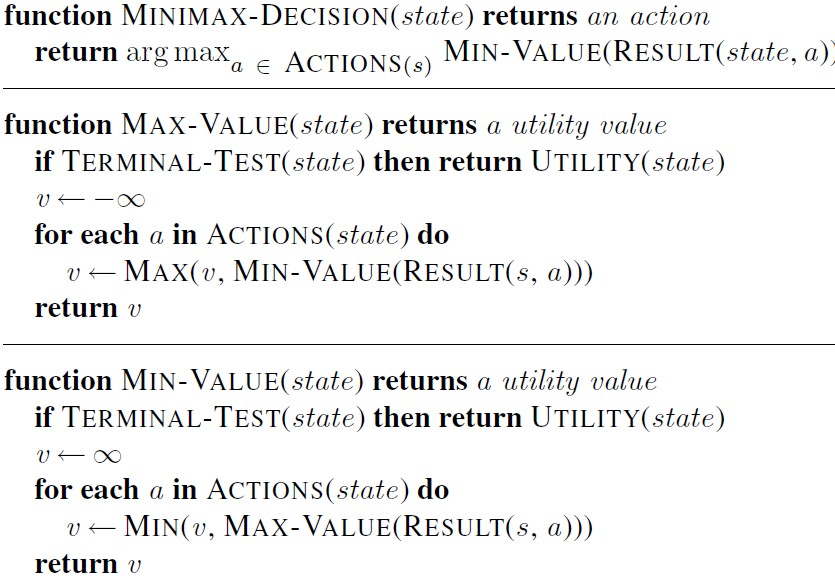 function MINIMAX-DECISION(state) returns an action
return arg max a ∈ ACTIONS(s) MIN-VALUE(RESULT(state, a))
function MAX-VALUE(state) returns a utility value
if TERMINAL-TEST(state) then return UTILITY(state)
v ← −∞
for each a in ACTIONS(state) do
v ← MAX(v, MIN-VALUE(RESULT(s, a)))
return v
function MIN-VALUE(state) returns a utility value
if TERMINAL-TEST(state) then return UTILITY(state)
v ← ∞
for each a in ACTIONS(state) do
v ← MIN(v, MAX-VALUE(RESULT(s, a)))
return v